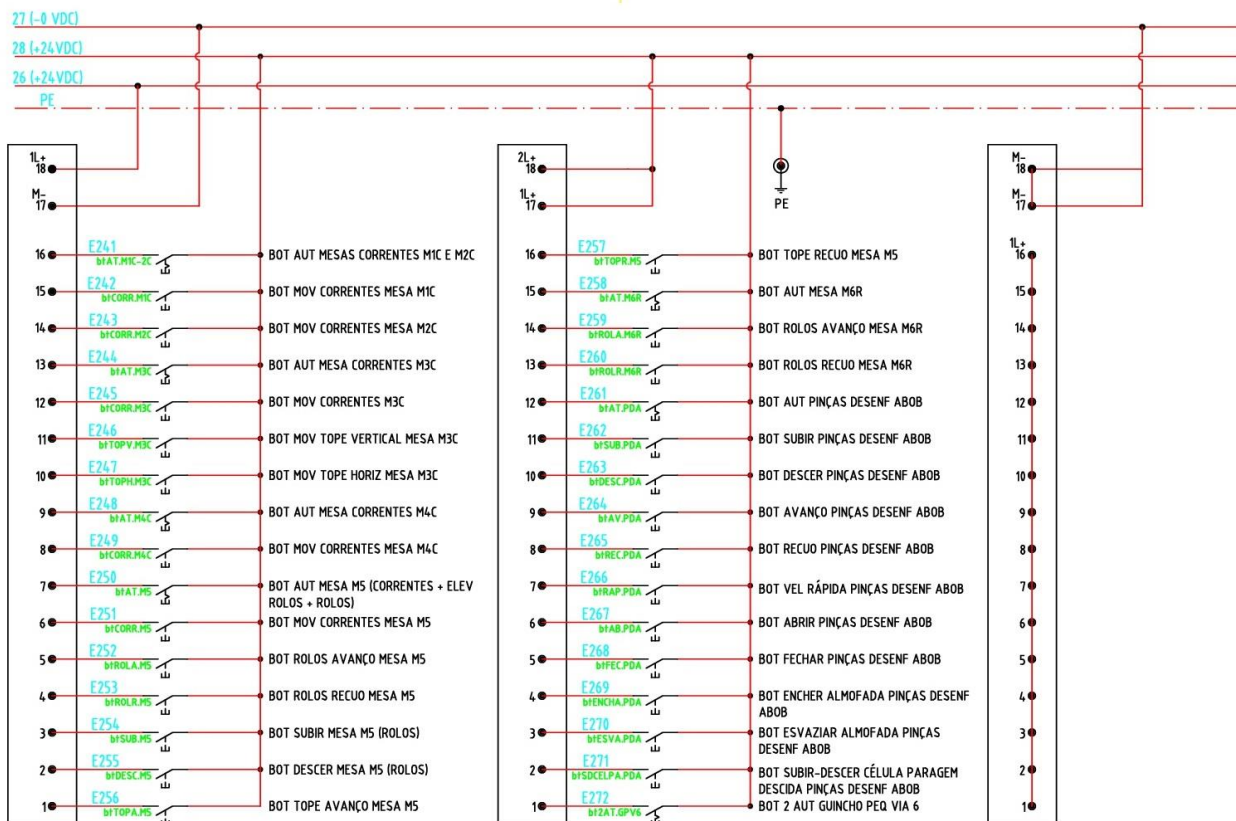 27 (-0 VDC)
28 (+24VDC)
26 (+24VDC)
PE
1L+
18
M-
17
16 E241 btAT.M1C-2C BOT AUT MESAS CORRENTES M1C E M2C
15 E242 btCORR.M1C BOT MOV CORRENTES MESA M1C
14 E243 btCORR.M2C BOT MOV CORRENTES MESA M2C
13 E244 btAT.M3C BOT AUT MESA CORRENTES M3C
12 E245 btCORR.M3C BOT MOV CORRENTES M3C
11 E246 btTOPV.M3C BOT MOV TOPE VERTICAL MESA M3C
10 E247 btTOPH.M3C BOT MOV TOPE HORIZ MESA M3C
9 E248 btAT.M4C BOT AUT MESA CORRENTES M4C
8 E249 btCORR.M4C BOT MOV CORRENTES MESA M4C
7 E250 btAT.M5 BOT AUT MESA M5 (CORRENTES + ELEV
ROLOS + ROLOS)
6 E251 btCORR.M5 BOT MOV CORRENTES MESA M5
5 E252 btROLA.M5 BOT ROLOS AVANÇO MESA M5
4 E253 btROLR.M5 BOT ROLOS RECUO MESA M5
3 E254 btSUB.M5 BOT SUBIR MESA M5 (ROLOS)
2 E255 btDESC.M5 BOT DESCER MESA M5 (ROLOS)
1 E256 btTOPA.M5 BOT TOPE AVANÇO MESA M5
2L+
18
1L+
17
16 E257 btTOPR.M5 BOT TOPE RECUO MESA M5
15 E258 btAT.M6R BOT AUT MESA M6R
14 E259 btROLA.M6R BOT ROLOS AVANÇO MESA M6R
13 E260 btROLR.M6R BOT ROLOS RECUO MESA M6R
12 E261 btAT.PDA BOT AUT PINÇAS DESENF ABOB
11 E262 btSUB.PDA BOT SUBIR PINÇAS DESENF ABOB
10 E263 btDESC.PDA BOT DESCER PINÇAS DESENF ABOB
9 E264 btAV.PDA BOT AVANÇO PINÇAS DESENF ABOB
8 E265 btREC.PDA BOT RECUO PINÇAS DESENF ABOB
7 E266 btRAP.PDA BOT VEL RÁPIDA PINÇAS DESENF ABOB
6 E267 btAB.PDA BOT ABRIR PINÇAS DESENF ABOB
5 E268 btFEC.PDA BOT FECHAR PINÇAS DESENF ABOB
4 E269 btENCHA.PDA BOT ENCHER ALMOFADA PINÇAS DESENF
ABOB
3 E270 btESVA.PDA BOT ESVAZIAR ALMOFADA PINÇAS
DESENF ABOB
2 E271 btSDCELPA.PDA BOT SUBIR-DESCER CÉLULA PARAGEM
DESCIDA PINÇAS DESENF ABOB
1 E272 bt2AT.GPV6 BOT 2 AUT GUINCHO PEQ VIA 6
PE
M-
18
M-
17
1L+
16
15
14
13
12
11
10
9
8
7
6
5
4
3
2
1